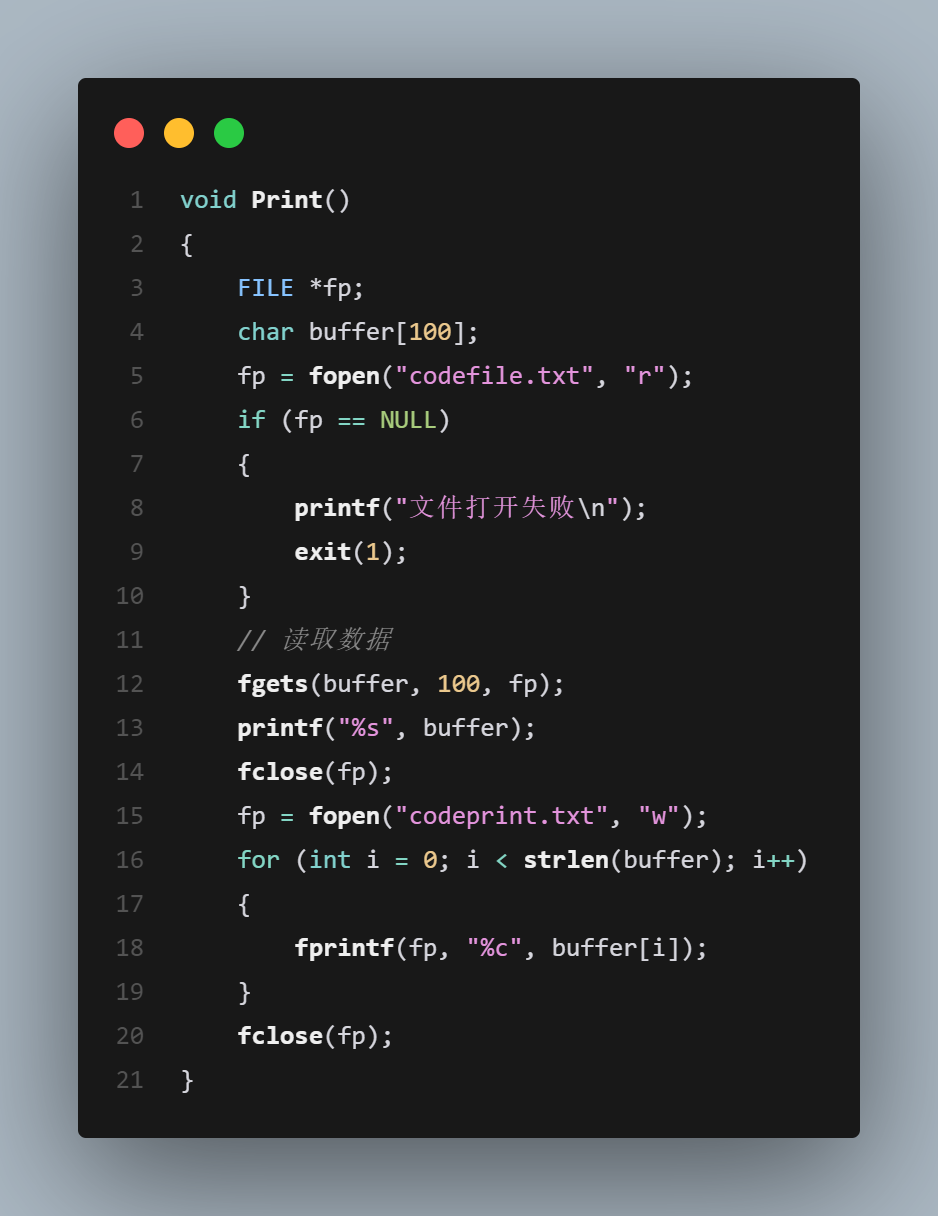 1 void Print()
2 {
3     FILE *fp;
4     char buffer[100];
5     fp = fopen("codefile.txt", "r");
6     if (fp == NULL)
7     {
8         printf("文件打开失败\n");
9         exit(1);
10     }
11     // 读取数据
12     fgets(buffer, 100, fp);
13     printf("%s", buffer);
14     fclose(fp);
15     fp = fopen("codeprint.txt", "w");
16     for (int i = 0; i < strlen(buffer); i++)
17     {
18         fprintf(fp, "%c", buffer[i]);
19     }
20     fclose(fp);
21 }